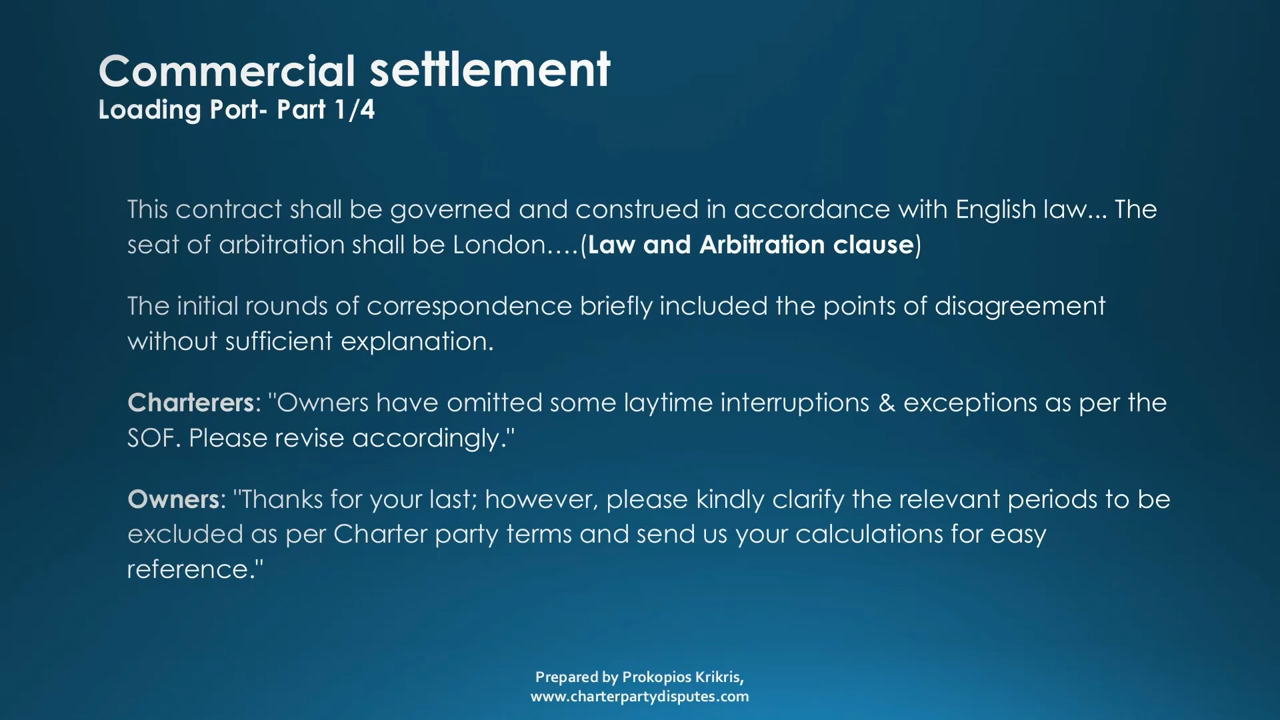 Commercial settlement
Loading Port- Part 1/4
This contract shall be governed and construed in accordance with English law... The
seat of arbitration shall be London….(Law and Arbitration clause)
The initial rounds of correspondence briefly included the points of disagreement
without sufficient explanation.
Charterers: "Owners have omitted some laytime interruptions & exceptions as per the
SOF. Please revise accordingly."
Owners: "Thanks for your last; however, please kindly clarify the relevant periods to be
excluded as per Charter party terms and send us your calculations for easy
reference."
Prepared by Prokopios Krikris,
www.charterpartydisputes.com